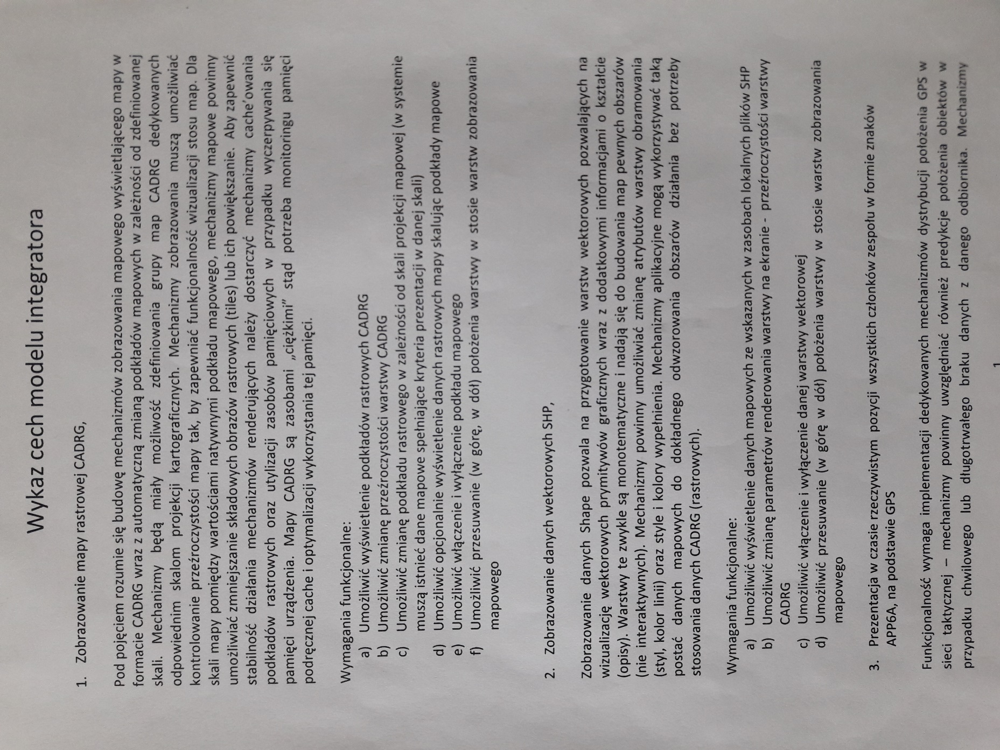 Wykaz cech modelu integratora
1. Zobrazowanie mapy rastrowej CADRG,
Pod pojęciem rozumie się budowę mechanizmów zobrazowania mapowego wyświetlającego mapy w
formacie CADRG wraz z automatyczną zmianą podkładów mapowych w zależności od zdefiniowanej
skali. Mechanizmy będą miały możliwość zdefiniowania grupy map CADRG dedykowanych
odpowiednim skalom projekcji kartograficznych. Mechanizmy zobrazowania muszą umożliwiać
kontrolowanie przeźroczystości mapy tak, by zapewniać funkcjonalność wizualizacji stosu map. Dla
skali mapy pomiędzy wartościami natywnymi podkładu mapowego, mechanizmy mapowe powinny
umożliwiać zmniejszanie składowych obrazów rastrowych (tiles) lub ich powiększanie. Aby zapewnić
stabilność działania mechanizmów renderujących należy dostarczyć mechanizmy cache'owania
podkładów rastrowych oraz utylizacji zasobów pamięciowych w przypadku wyczerpywania się
pamięci urządzenia. Mapy CADRG są zasobami „ciężkimi" stąd potrzeba monitoringu pamięci
podręcznej cache i optymalizacji wykorzystania tej pamięci.
Wymagania funkcjonalne:
a) Umożliwić wyświetlenie podkładów rastrowych CADRG
b) Umożliwić zmianę przeźroczystości warstwy CADRG
c) Umożliwić zmianę podkładu rastrowego w zależności od skali projekcji mapowej (w systemie
muszą istnieć dane mapowe spełniające kryteria prezentacji w danej skali)
d) Umożliwić opcjonalnie wyświetlenie danych rastrowych mapy skalując podkłady mapowe
e) Umożliwić włączenie i wyłączenie podkładu mapowego
f) Umożliwić przesuwanie (w górę, w dół) położenia warstwy w stosie warstw zobrazowania
mapowego
2. Zobrazowanie danych wektorowych SHP,
Zobrazowanie danych Shape pozwala na przygotowanie warstw wektorowych pozwalających na
wizualizację wektorowych prymitywów graficznych wraz z dodatkowymi informacjami o kształcie
(opisy). Warstwy te zwykle są monotematyczne i nadają się do budowania map pewnych obszarów
(nie interaktywnych). Mechanizmy powinny umożliwiać zmianę atrybutów warstwy obramowania
(styl, kolor linii) oraz style i kolory wypełnienia. Mechanizmy aplikacyjne mogą wykorzystywać taką
postać danych mapowych do dokładnego odwzorowania obszarów działania bez potrzeby
stosowania danych CADRG (rastrowych).
Wymagania funkcjonalne:
a) Umożliwić wyświetlenie danych mapowych ze wskazanych w zasobach lokalnych plików SHP
b) Umożliwić zmianę parametrów renderowania warstwy na ekranie - przeźroczystości warstwy
CADRG
c) Umożliwić włączenie i wyłączenie danej warstwy wektorowej
d) Umożliwić przesuwanie (w górę w dół) położenia warstwy w stosie warstw zobrazowania
mapowego
3. Prezentacja w czasie rzeczywistym pozycji wszystkich członków zespołu w formie znaków
APP6A, na podstawie GPS
Funkcjonalność wymaga implementacji dedykowanych mechanizmów dystrybucji położenia GPS w
sieci taktycznej – mechanizmy powinny uwzględniać również predykcje położenia obiektów w
przypadku chwilowego lub długotrwałego braku danych z danego odbiornika. Mechanizmy
1